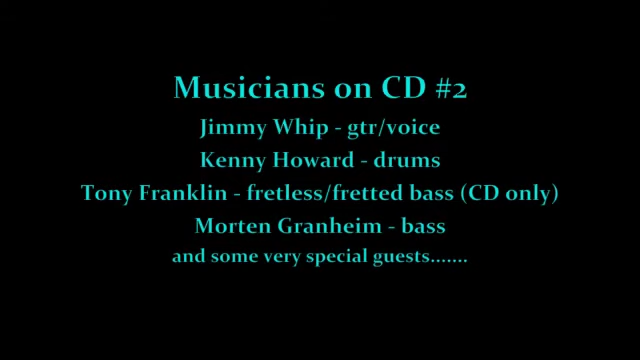 Musicians on CD #2
Jimmy Whip - gtr/voice
Kenny Howard - drums
Tony Franklin - fretless/fretted bass (CD only)
Morten Granheim - bass
and some very special guests.......